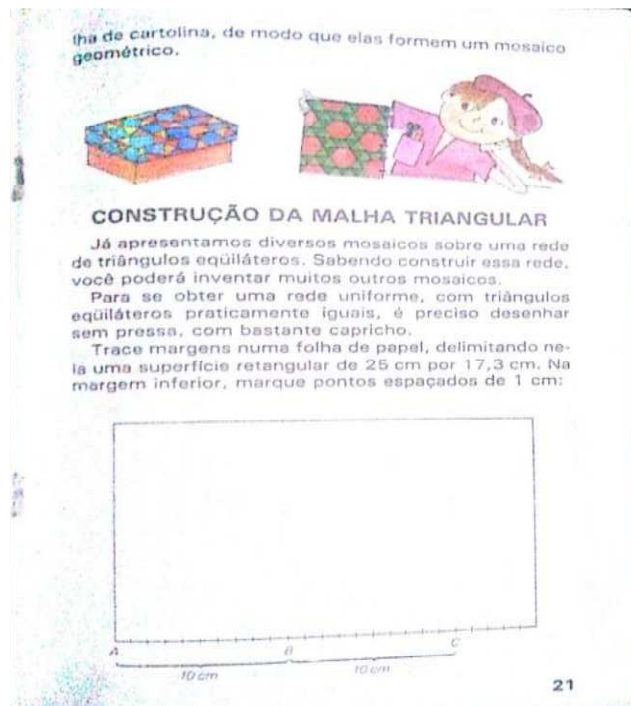 lha de cartolina, de modo que elas formem um mosaico
geométrico.
CONSTRUÇÃO DA MALHA TRIANGULAR
Já apresentamos diversos mosaicos sobre uma rede
de triângulos eqüiláteros. Sabendo construir essa rede,
você poderá inventar muitos outros mosaicos.
Para se obter uma rede uniforme, com triângulos
eqüiláteros praticamente iguais, é preciso desenhar
sem pressa, com bastante capricho.
Trace margens numa folha de papel, delimitando ne-
la uma superfície retangular de 25 cm por 17,3 cm. Na
margem inferior, marque pontos espaçados de 1 cm:
A B C
10 cm 10 cm
21